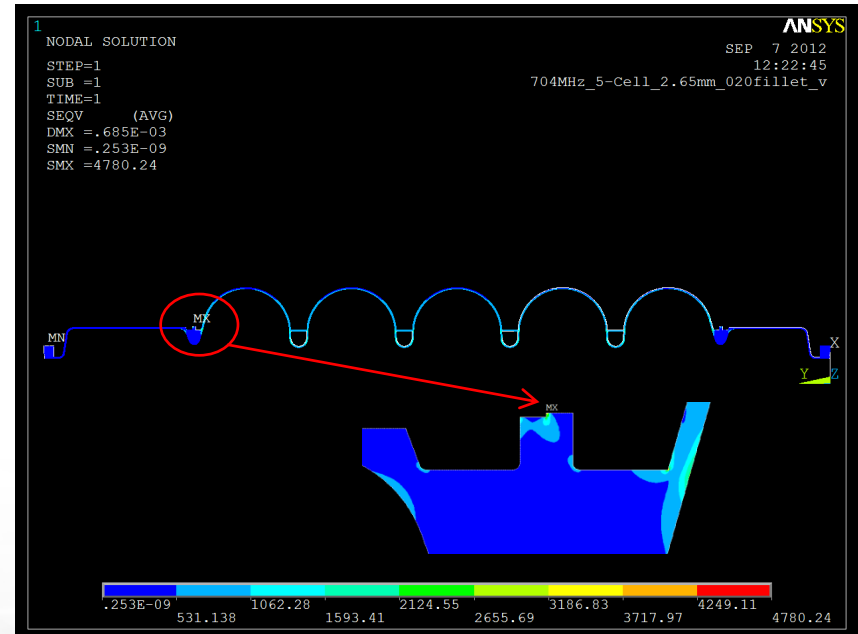 1
ANSYS
NODAL SOLUTION
SEP 7 2012
STEP=1
12:22:45
SUB =1
704MHz_5-Cell_2.65mm_020fillet_v
TIME=1
SEQV (AVG)
DMX =.685E-03
SMN =.253E-09
SMX =4780.24
MX
MN
X
Y Z
MX
.253E-09 1062.28 2124.55 3186.83 4249.11
531.138 1593.41 2655.69 3717.97 4780.24